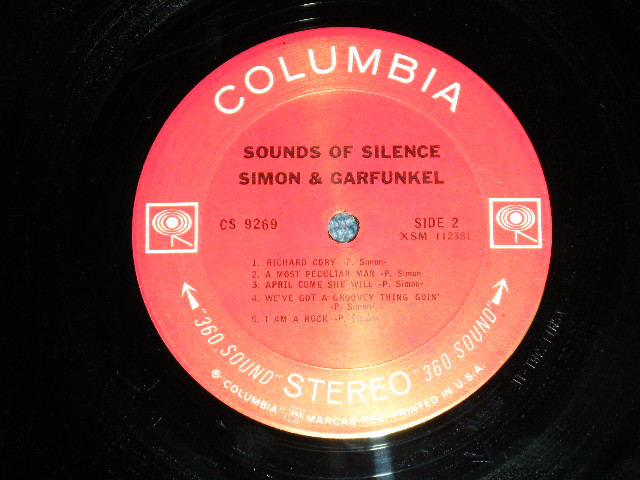 COLUMBIA
SOUNDS OF SILENCE
SIMON & GARFUNKEL
CS 9269
SIDE 2
XSM 112381
1. RICHARD CORY -P. Simon-
2. A MOST PECULIAR MAN -P. Simon
3. APRIL COME SHE WILL -P. Simon-
4. WE'VE GOT A GROOVEY THING GOIN'
-P. Simon-
5. I AM A ROCK -P. Simon-
"360 SOUND" STEREO "360 SOUND"
® "COLUMBIA" MARCAS REG. PRINTED IN U.S.A.